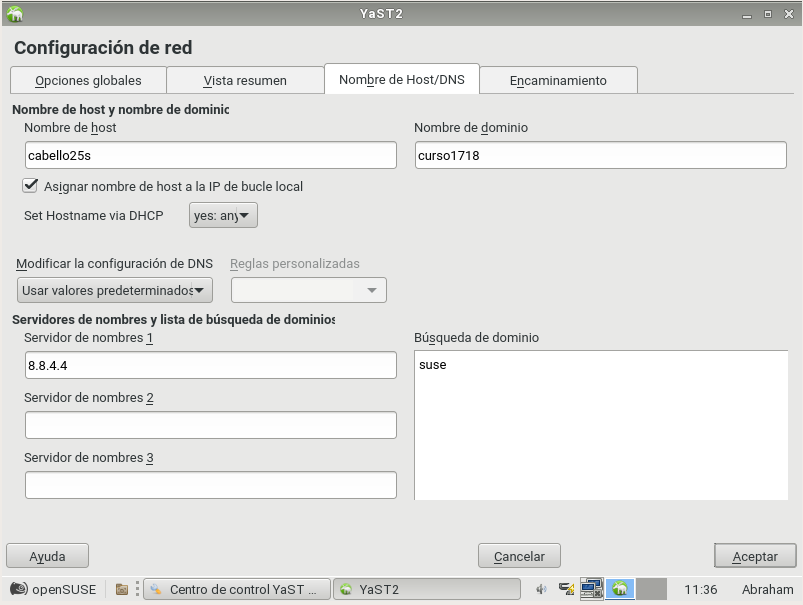 YaST2
Configuración de red
Opciones globales
Vista resumen
Nombre de Host/DNS
Encaminamiento
Nombre de host y nombre de dominio
Nombre de host
Nombre de dominio
cabello25s
curso1718
Asignar nombre de host a la IP de bucle local
Set Hostname via DHCP
yes: any
Modificar la configuración de DNS
Reglas personalizadas
Usar valores predeterminados
Servidores de nombres y lista de búsqueda de dominios
Servidor de nombres 1
Búsqueda de dominio
8.8.4.4
suse
Servidor de nombres 2
Servidor de nombres 3
Ayuda
Cancelar
Aceptar
openSUSE
Centro de control YaST ...
YaST2
11:36
Abraham